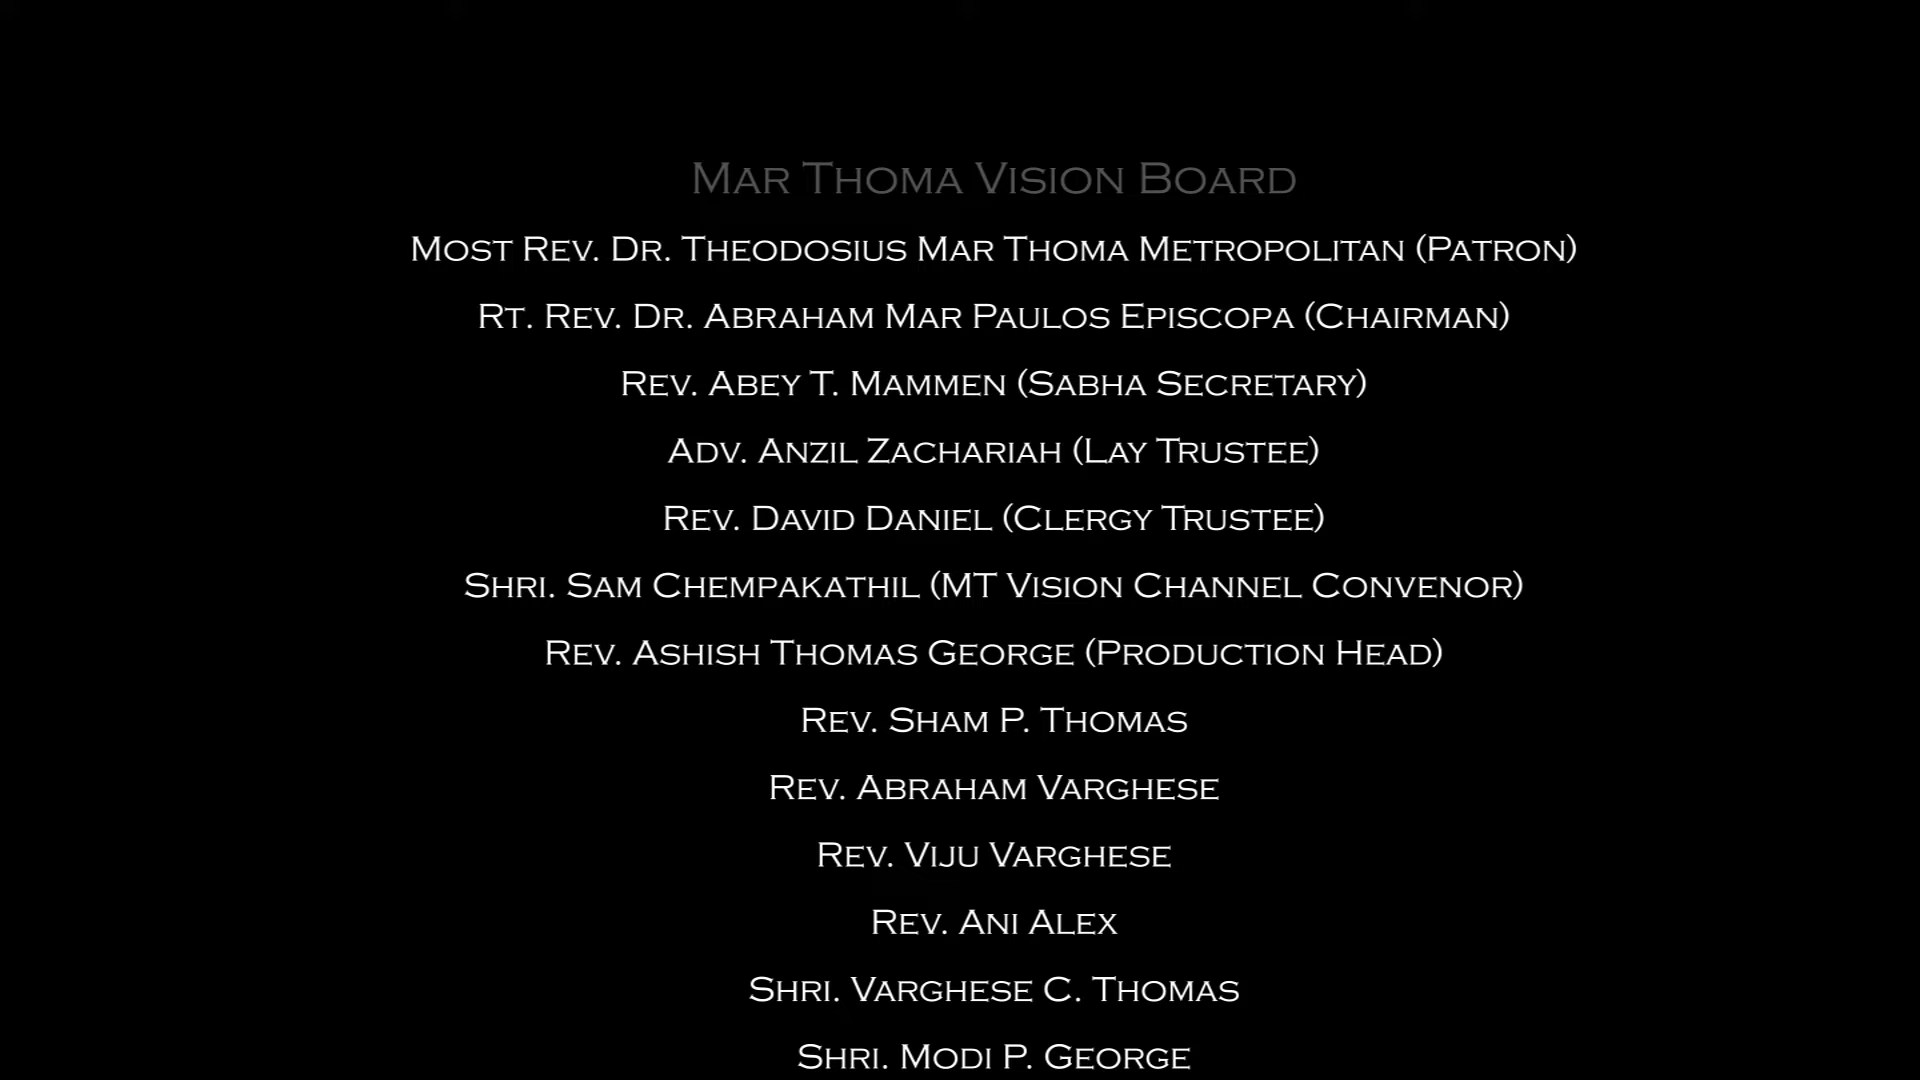 Mar Thoma Vision Board
Most Rev. Dr. Theodosius Mar Thoma Metropolitan (Patron)
Rt. Rev. Dr. Abraham Mar Paulos Episcopa (Chairman)
Rev. Abey T. Mammen (Sabha Secretary)
Adv. Anzil Zachariah (Lay Trustee)
Rev. David Daniel (Clergy Trustee)
Shri. Sam Chempakathil (MT Vision Channel Convenor)
Rev. Ashish Thomas George (Production Head)
Rev. Sham P. Thomas
Rev. Abraham Varghese
Rev. Viju Varghese
Rev. Ani Alex
Shri. Varghese C. Thomas
Shri. Modi P. George